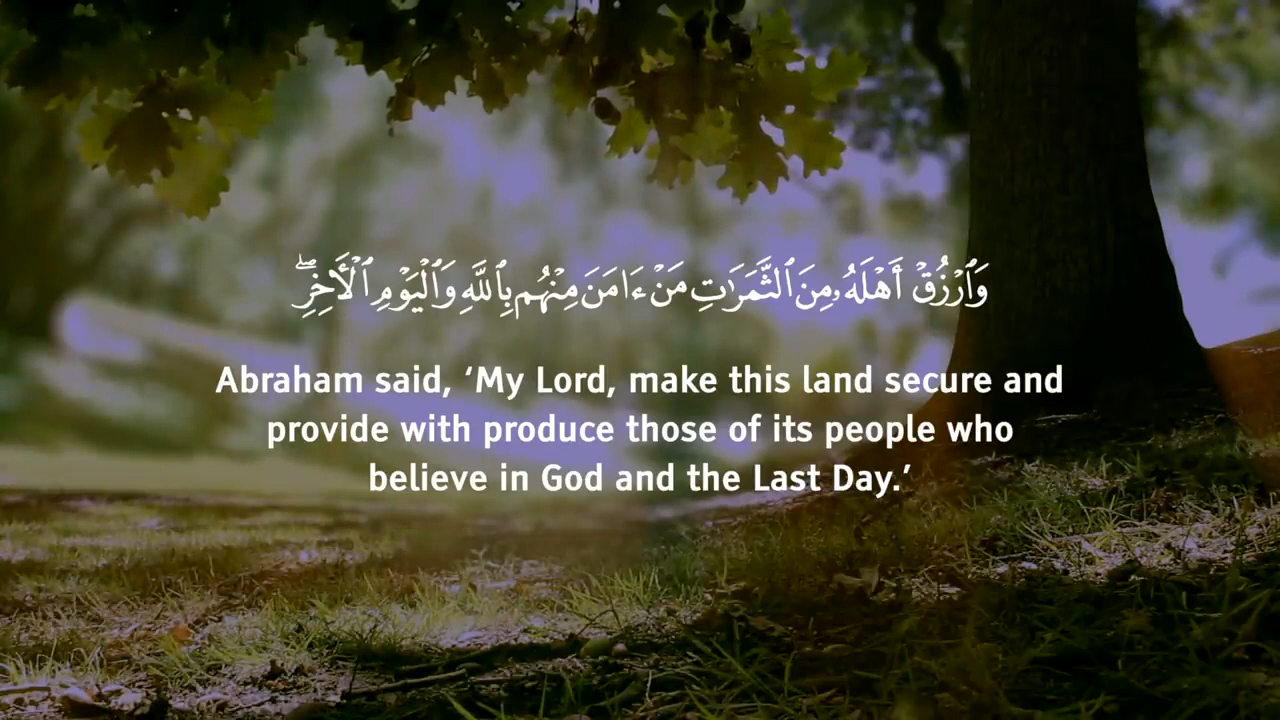 وَٱرْزُقْ أَهْلَهُۥ مِنَ ٱلثَّمَرَٰتِ مَنْ ءَامَنَ مِنْهُم بِٱللَّهِ وَٱلْيَوْمِ ٱلْأَخِرِ ۖ
Abraham said, ‘My Lord, make this land secure and
provide with produce those of its people who
believe in God and the Last Day.’